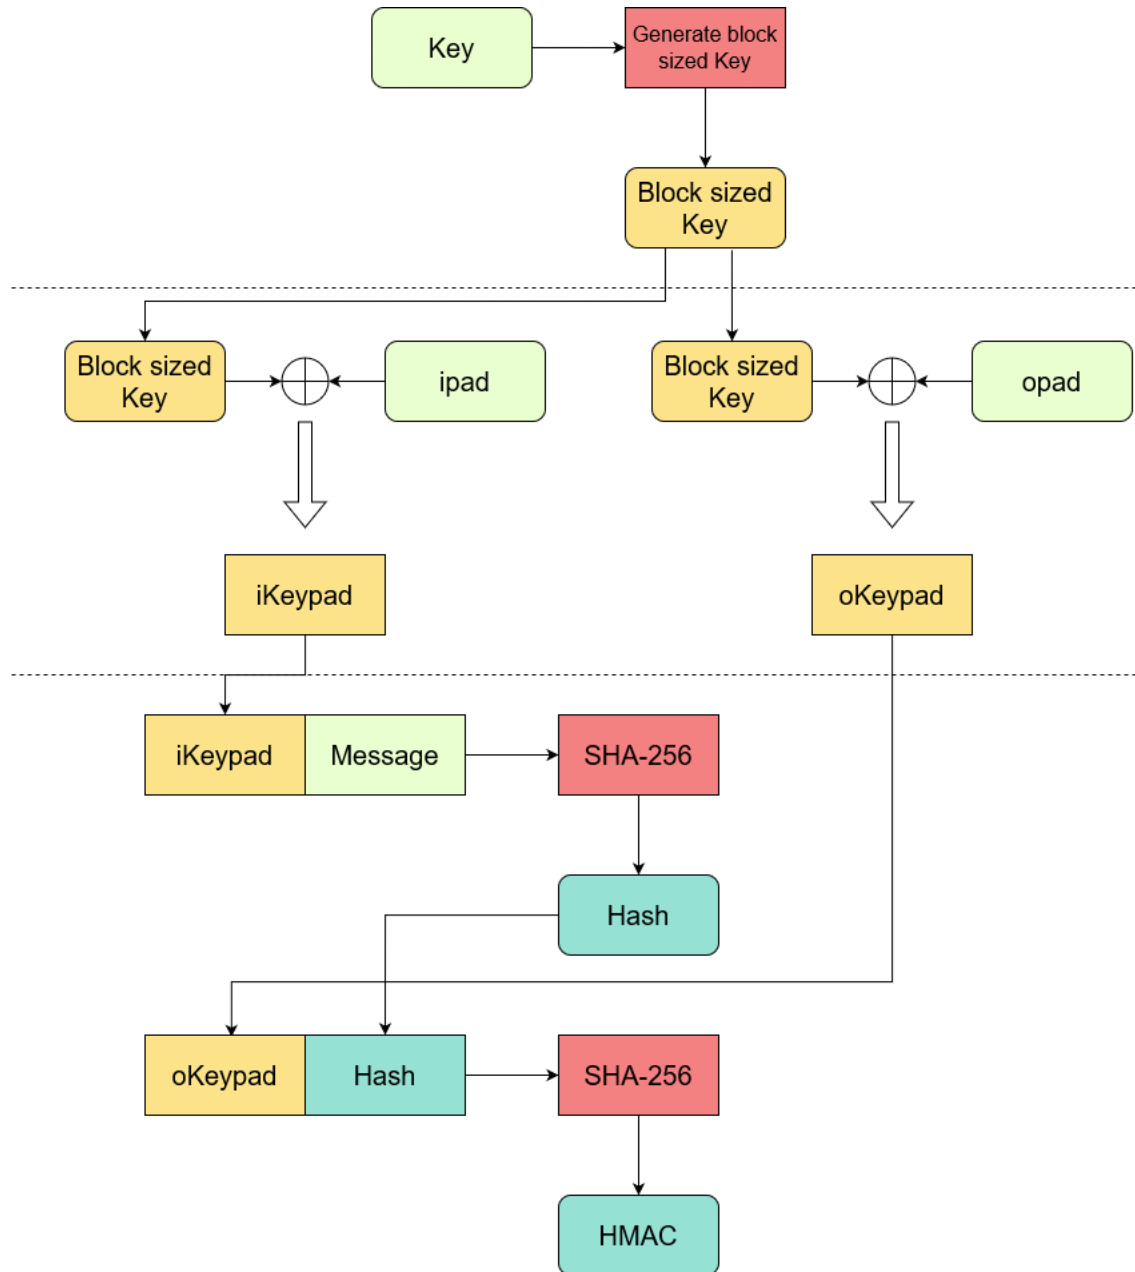 Key
Generate block
sized Key
Block sized
Key
Block sized
Key
ipad
Block sized
Key
opad
iKeypad
oKeypad
iKeypad
Message
SHA-256
Hash
oKeypad
Hash
SHA-256
HMAC